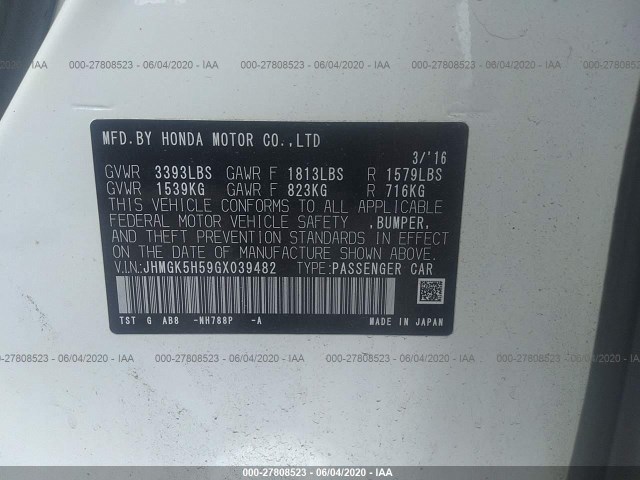 000-27808523 - 06/04/2020 - IAA
000-27808523 - 06/04/2020 - IAA
000-27808523 - 06/04/2020 - IAA
MFD.BY HONDA MOTOR CO.,LTD
3/'16
GVWR 3393LBS GAWR F 1813LBS R 1579LBS
GVWR 1539KG GAWR F 823KG R 716KG
THIS VEHICLE CONFORMS TO ALL APPLICABLE
FEDERAL MOTOR VEHICLE SAFETY ,BUMPER,
AND THEFT PREVENTION STANDARDS IN EFFECT
ON THE DATE OF MANUFACTURE SHOWN ABOVE.
V.I.N:JHMGK5H59GX039482 TYPE:PASSENGER CAR
TST G AB8 -NH788P -A MADE IN JAPAN
000-27808523 - 06/04/2020 - IAA
000-27808523 - 06/04/2020 - IAA
000-27808523 - 06/04/2020 - IAA
000-27808523 - 06/04/2020 - IAA